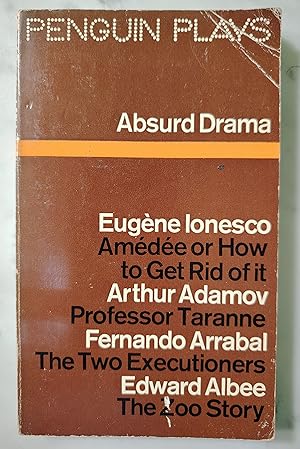 PENGUIN PLAYS
Absurd Drama
Eugène Ionesco
Amédée or How
to Get Rid of it
Arthur Adamov
Professor Taranne
Fernando Arrabal
The Two Executioners
Edward Albee
The Zoo Story